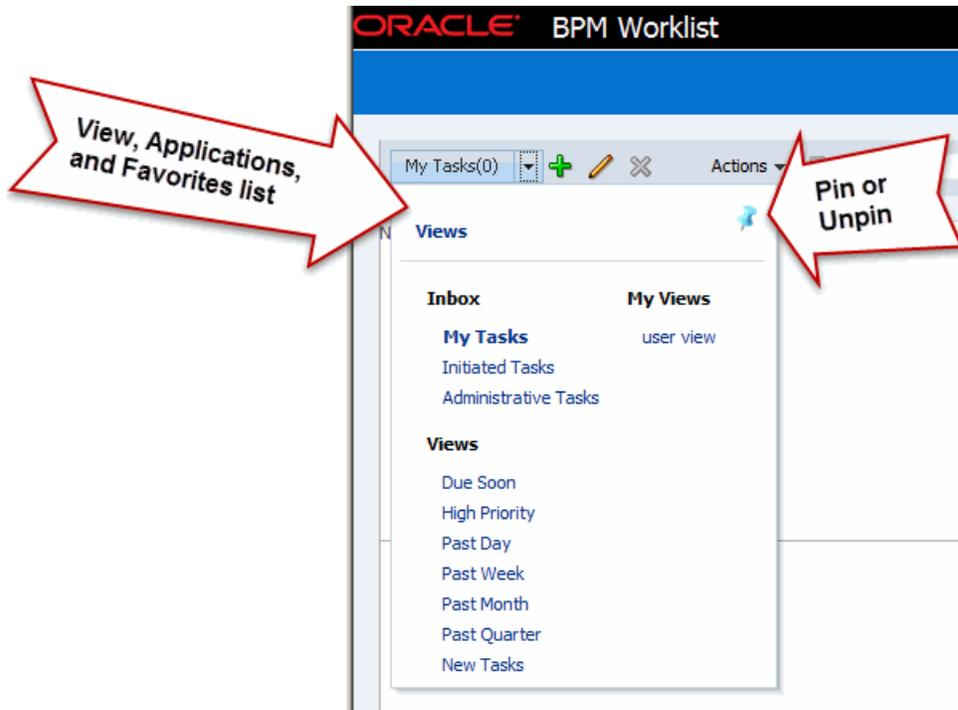 ORACLE® BPM Worklist
View, Applications,
and Favorites list
My Tasks(0) Actions
Pin or
Unpin
N
Views
Inbox
My Tasks
Initiated Tasks
Administrative Tasks
My Views
user view
Views
Due Soon
High Priority
Past Day
Past Week
Past Month
Past Quarter
New Tasks